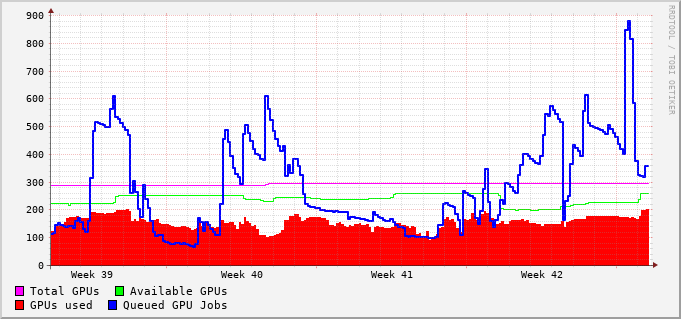 900
800
700
600
500
400
300
200
100
0
Week 39 Week 40 Week 41 Week 42
Total GPUs Available GPUs
GPUs used Queued GPU Jobs
RRDTOOL / TOBI OETIKER